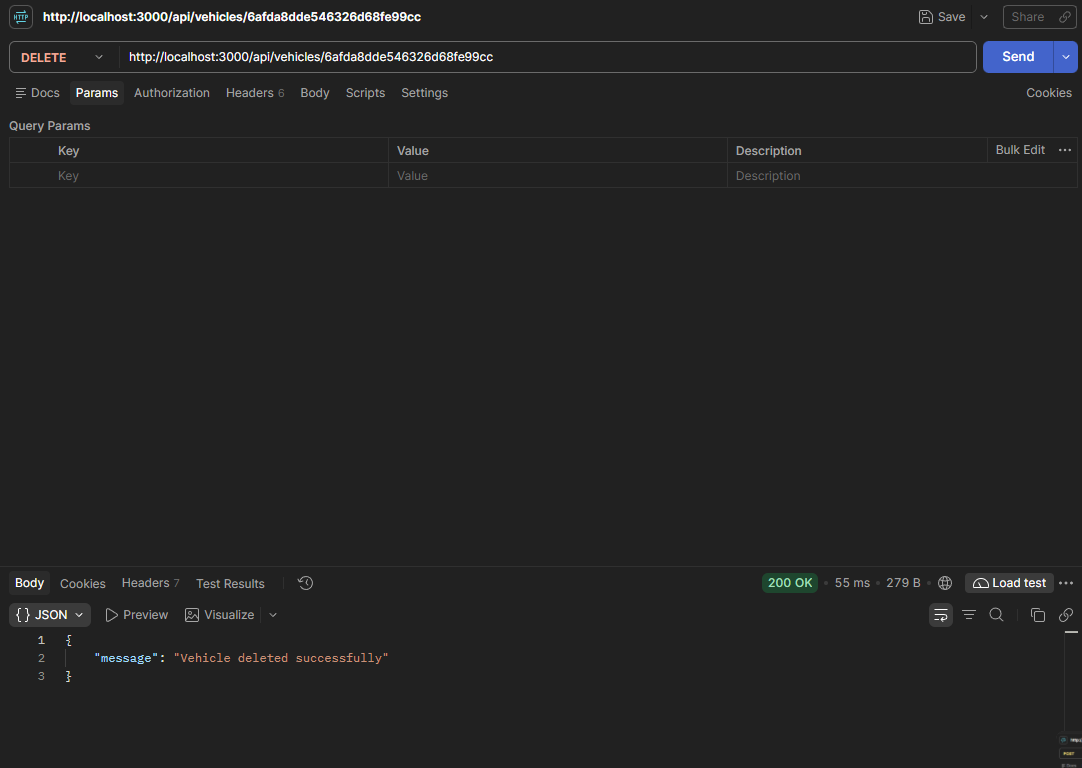 HTTP http://localhost:3000/api/vehicles/6afda8dde546326d68fe99cc Save Share
DELETE http://localhost:3000/api/vehicles/6afda8dde546326d68fe99cc Send
Docs Params Authorization Headers 6 Body Scripts Settings Cookies
Query Params
Key Value Description Bulk Edit
Key Value Description
Body Cookies Headers 7 Test Results 200 OK 55 ms 279 B Load test
{} JSON Preview Visualize
1 {
2 "message": "Vehicle deleted successfully"
3 }
POST